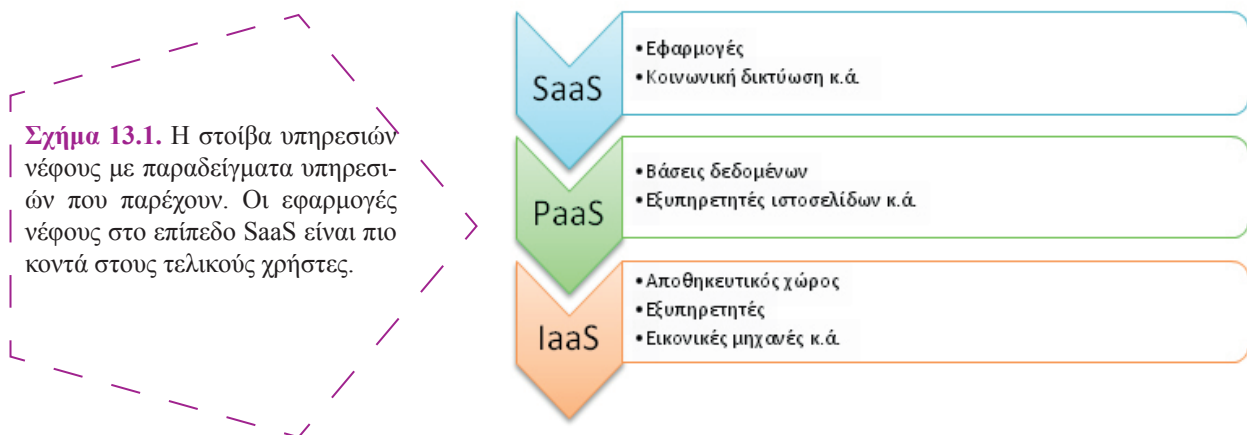 Σχήμα 13.1. Η στοίβα υπηρεσιών
νέφους με παραδείγματα υπηρεσι-
ών που παρέχουν. Οι εφαρμογές
νέφους στο επίπεδο SaaS είναι πιο
κοντά στους τελικούς χρήστες.
SaaS
• Εφαρμογές
• Κοινωνική δικτύωση κ.ά.
PaaS
• Βάσεις δεδομένων
• Εξυπηρετητές ιστοσελίδων κ.ά.
IaaS
• Αποθηκευτικός χώρος
• Εξυπηρετητές
• Εικονικές μηχανές κ.ά.